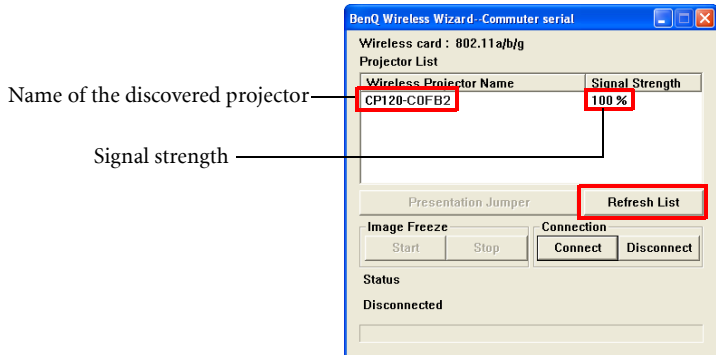 BenQ Wireless Wizard--Commuter serial
Wireless card : 802.11a/b/g
Projector List
Wireless Projector Name Signal Strength
Name of the discovered projector
CP120-C0FB2 100 %
Signal strength
Presentation Jumper Refresh List
Image Freeze Connection
Start Stop Connect Disconnect
Status
Disconnected